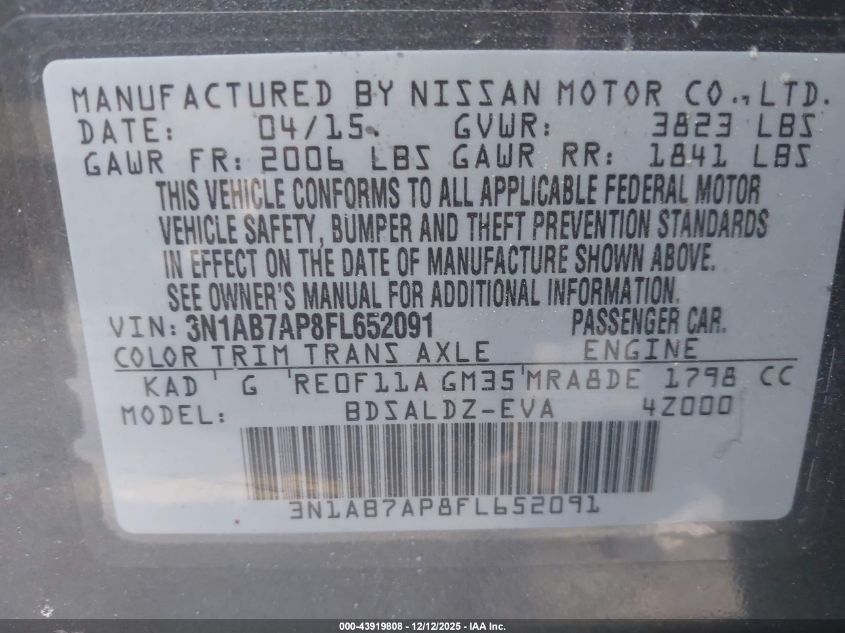 MANUFACTURED BY NISSAN MOTOR CO., LTD.
DATE: 04/15. GVWR: 3823 LBS
GAWR FR: 2006 LBS GAWR RR: 1841 LBS
THIS VEHICLE CONFORMS TO ALL APPLICABLE FEDERAL MOTOR
VEHICLE SAFETY, BUMPER AND THEFT PREVENTION STANDARDS
IN EFFECT ON THE DATE OF MANUFACTURE SHOWN ABOVE.
SEE OWNER'S MANUAL FOR ADDITIONAL INFORMATION.
VIN: 3N1AB7AP8FL652091 PASSENGER CAR.
COLOR TRIM TRANS AXLE ENGINE
KAD G RE0F11A GM35 MRA8DE 1798 CC
MODEL: BDSALDZ-EVA 4Z000
3N1AB7AP8FL652091
000-43919808 - 12/12/2025 - IAA Inc.